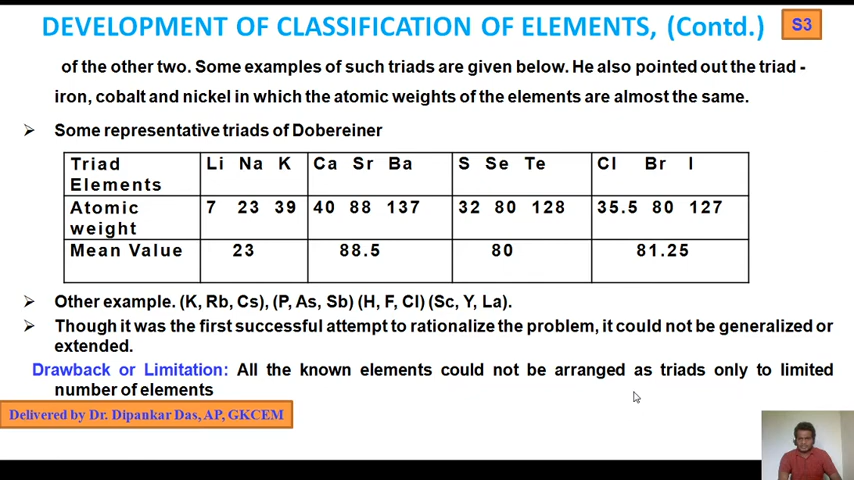 DEVELOPMENT OF CLASSIFICATION OF ELEMENTS, (Contd.)
S3
of the other two. Some examples of such triads are given below. He also pointed out the triad -
iron, cobalt and nickel in which the atomic weights of the elements are almost the same.
Some representative triads of Dobereiner
Triad Elements Li Na K Ca Sr Ba S Se Te Cl Br I
Atomic weight 7 23 39 40 88 137 32 80 128 35.5 80 127
Mean Value 23 88.5 80 81.25
Other example. (K, Rb, Cs), (P, As, Sb) (H, F, Cl) (Sc, Y, La).
Though it was the first successful attempt to rationalize the problem, it could not be generalized or
extended.
Drawback or Limitation: All the known elements could not be arranged as triads only to limited
number of elements
Delivered by Dr. Dipankar Das, AP, GKCEM